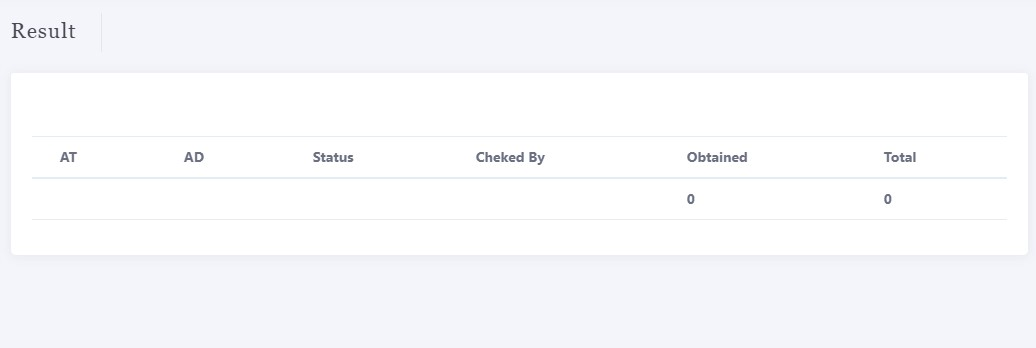 Result
AT AD Status Cheked By Obtained Total
0 0